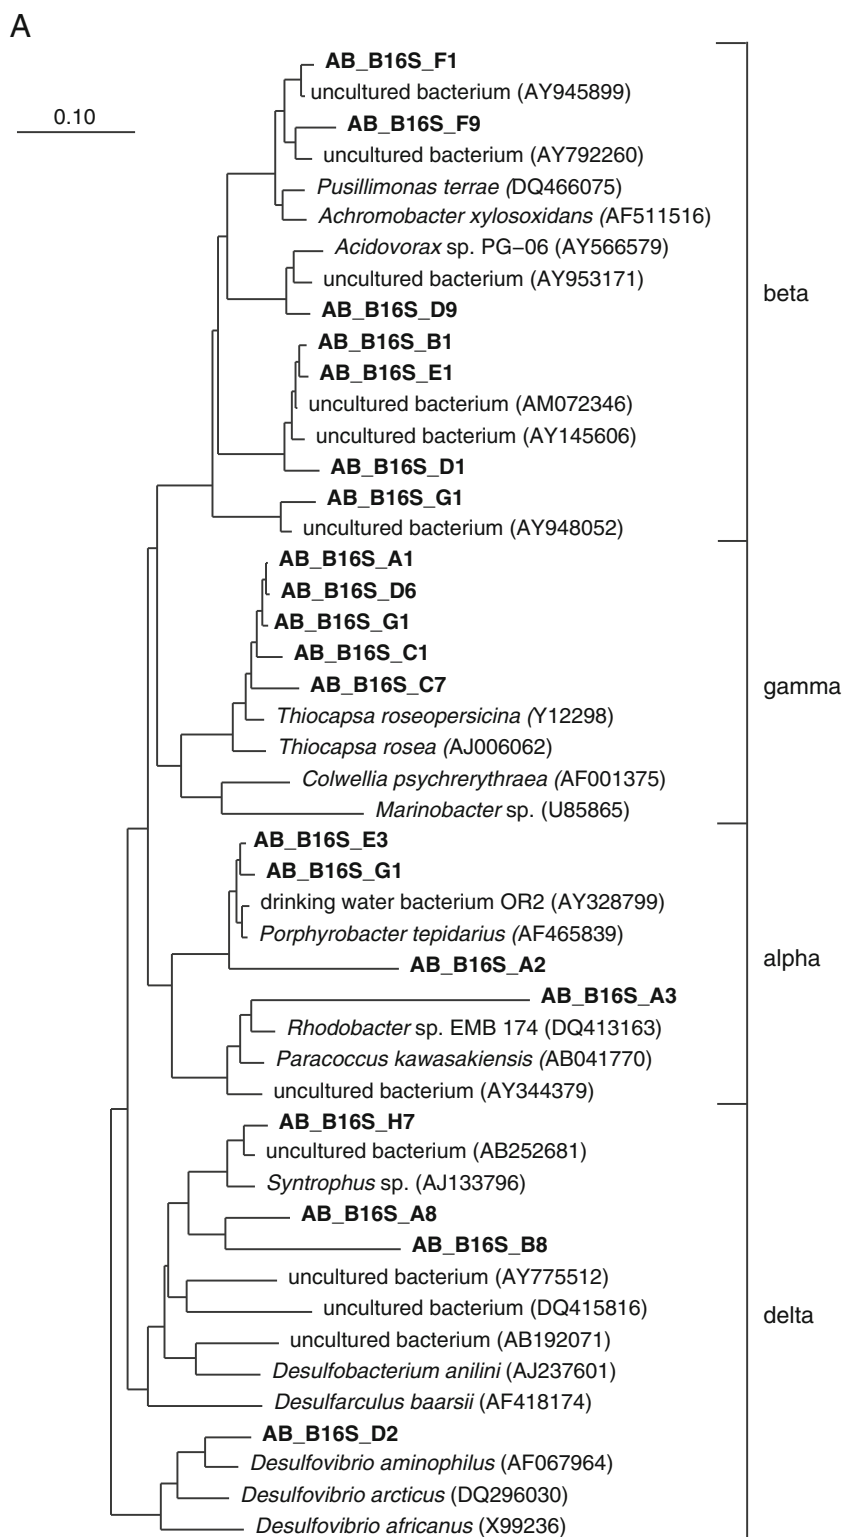 A
0.10
AB_B16S_F1
uncultured bacterium (AY945899)
AB_B16S_F9
uncultured bacterium (AY792260)
Pusillimonas terrae (DQ466075)
Achromobacter xylosoxidans (AF511516)
Acidovorax sp. PG−06 (AY566579)
uncultured bacterium (AY953171)
beta
AB_B16S_D9
AB_B16S_B1
AB_B16S_E1
uncultured bacterium (AM072346)
uncultured bacterium (AY145606)
AB_B16S_D1
AB_B16S_G1
uncultured bacterium (AY948052)
AB_B16S_A1
AB_B16S_D6
AB_B16S_G1
AB_B16S_C1
AB_B16S_C7
gamma
Thiocapsa roseopersicina (Y12298)
Thiocapsa rosea (AJ006062)
Colwellia psychrerythraea (AF001375)
Marinobacter sp. (U85865)
AB_B16S_E3
AB_B16S_G1
drinking water bacterium OR2 (AY328799)
Porphyrobacter tepidarius (AF465839)
alpha
AB_B16S_A2
AB_B16S_A3
Rhodobacter sp. EMB 174 (DQ413163)
Paracoccus kawasakiensis (AB041770)
uncultured bacterium (AY344379)
AB_B16S_H7
uncultured bacterium (AB252681)
Syntrophus sp. (AJ133796)
AB_B16S_A8
AB_B16S_B8
uncultured bacterium (AY775512)
uncultured bacterium (DQ415816)
delta
uncultured bacterium (AB192071)
Desulfobacterium anilini (AJ237601)
Desulfarculus baarsii (AF418174)
AB_B16S_D2
Desulfovibrio aminophilus (AF067964)
Desulfovibrio arcticus (DQ296030)
Desulfovibrio africanus (X99236)